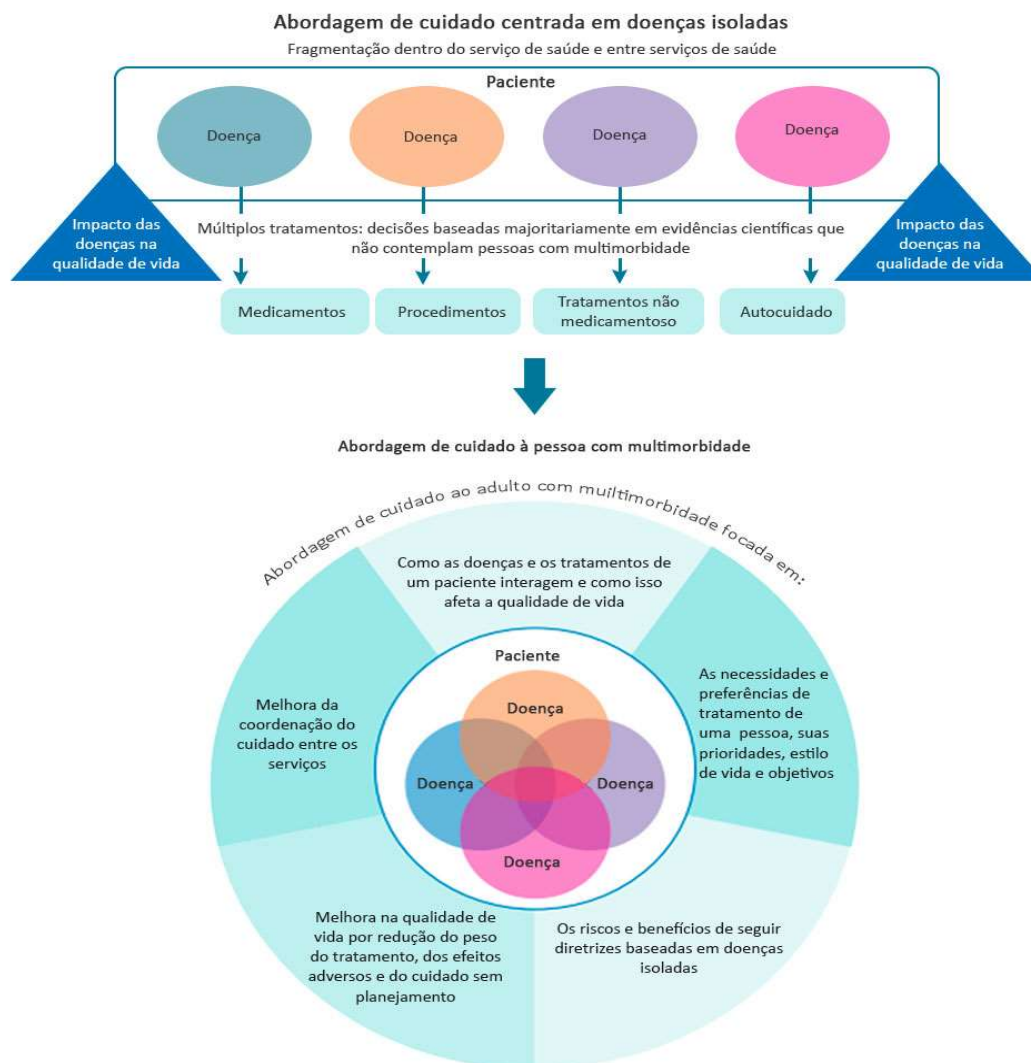 Abordagem de cuidado centrada em doenças isoladas
Fragmentação dentro do serviço de saúde e entre serviços de saúde
Paciente
Doença
Doença
Doença
Doença
Impacto das
doenças na
qualidade de vida
Múltiplos tratamentos: decisões baseadas majoritariamente em evidências científicas que
não contemplam pessoas com multimorbidade
Impacto das
doenças na
qualidade de vida
Medicamentos
Procedimentos
Tratamentos não
medicamentoso
Autocuidado
Abordagem de cuidado à pessoa com multimorbidade
Abordagem de cuidado ao adulto com muiltimorbidade focada em:
Como as doenças e os tratamentos de
um paciente interagem e como isso
afeta a qualidade de vida
Paciente
Doença
Doença
Doença
Doença
Melhora da
coordenação do
cuidado entre os
serviços
As necessidades e
preferências de
tratamento de
uma pessoa, suas
prioridades, estilo
de vida e objetivos
Melhora na qualidade de
vida por redução do peso
do tratamento, dos efeitos
adversos e do cuidado sem
planejamento
Os riscos e benefícios de seguir
diretrizes baseadas em doenças
isoladas